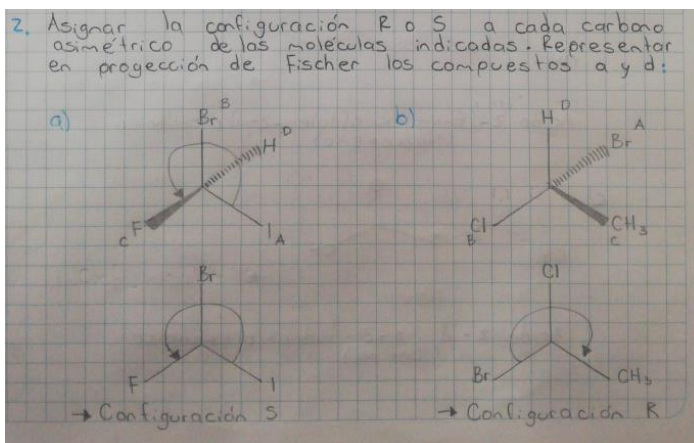 2. Asignar la configuración R o S a cada carbono
asimétrico de las moléculas indicadas. Representar
en proyección de Fischer los compuestos a y d:
a)
Br B
H D
F C
I A
b)
H D
Br A
Cl B
CH₃ C
Br
F
I
→ Configuración S
Cl
Br
CH₃
→ Configuración R